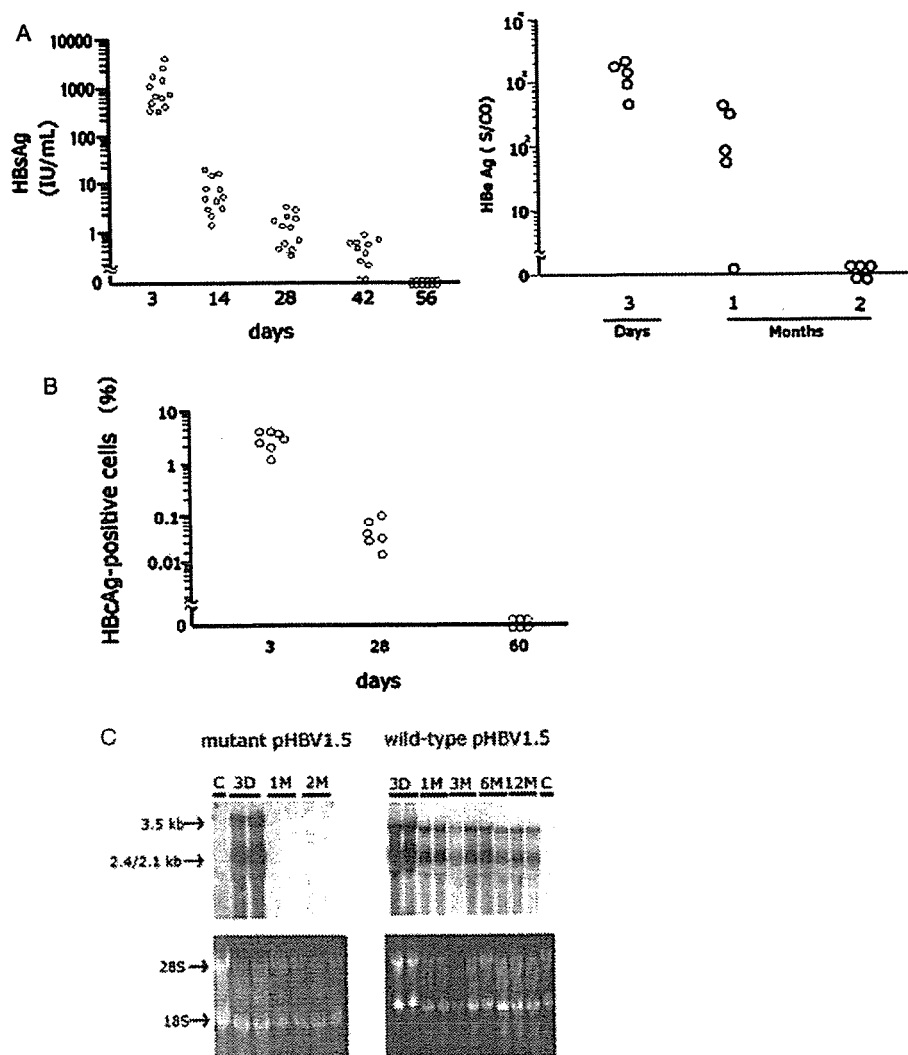 A
10000
1000
100
10
1
0
HBsAg
(IU/mL)
3 14 28 42 56
days
HBe Ag ( S/CO)
10²
0
3 1 2
Days Months
B
HBcAg-positive cells (%)
10
1
0.1
0.01
0
3 28 60
days
C
mutant pHBV1.5 wild-type pHBV1.5
C 3D 1M 2M 3D 1M 3M 6M 12M C
3.5 kb
2.4/2.1 kb
28S
18S